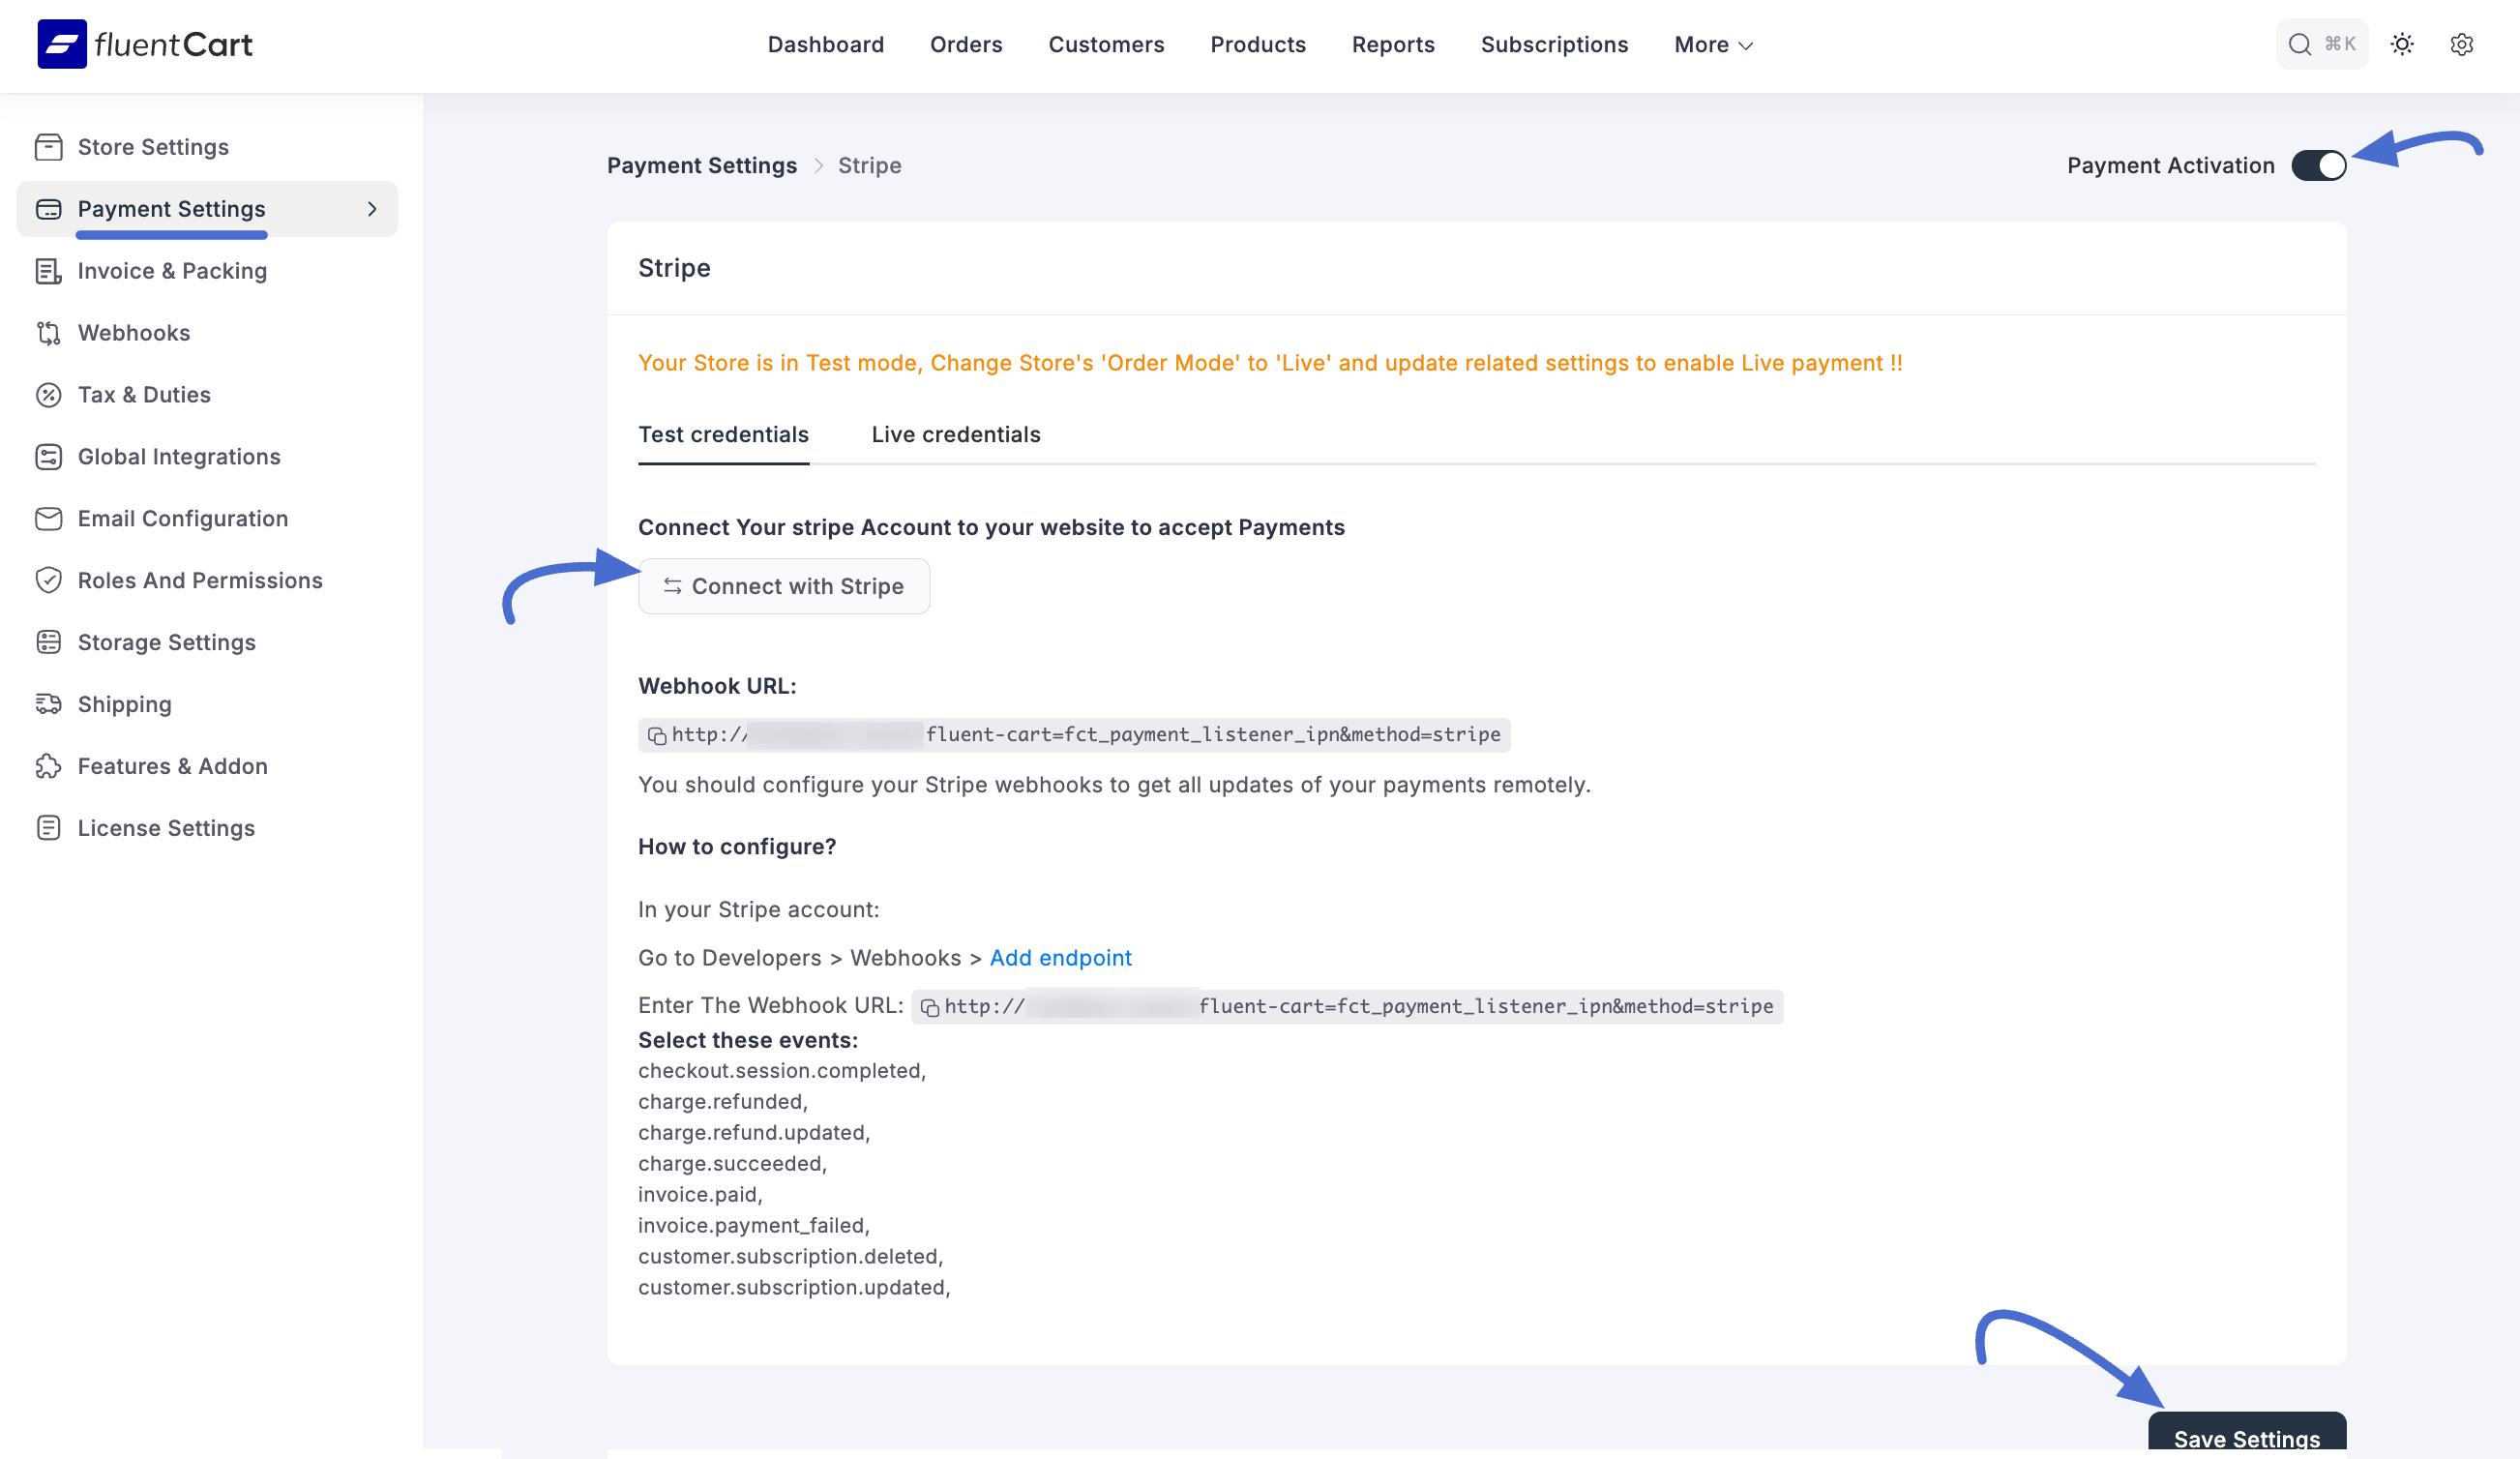 fluentCart
Dashboard Orders Customers Products Reports Subscriptions More
⌘K
Store Settings
Payment Settings
Invoice & Packing
Webhooks
Tax & Duties
Global Integrations
Email Configuration
Roles And Permissions
Storage Settings
Shipping
Features & Addon
License Settings
Payment Settings > Stripe
Payment Activation
Stripe
Your Store is in Test mode, Change Store's 'Order Mode' to 'Live' and update related settings to enable Live payment !!
Test credentials Live credentials
Connect Your stripe Account to your website to accept Payments
Connect with Stripe
Webhook URL:
http:// fluent-cart=fct_payment_listener_ipn&method=stripe
You should configure your Stripe webhooks to get all updates of your payments remotely.
How to configure?
In your Stripe account:
Go to Developers > Webhooks > Add endpoint
Enter The Webhook URL: http:// fluent-cart=fct_payment_listener_ipn&method=stripe
Select these events:
checkout.session.completed,
charge.refunded,
charge.refund.updated,
charge.succeeded,
invoice.paid,
invoice.payment_failed,
customer.subscription.deleted,
customer.subscription.updated,
Save Settings